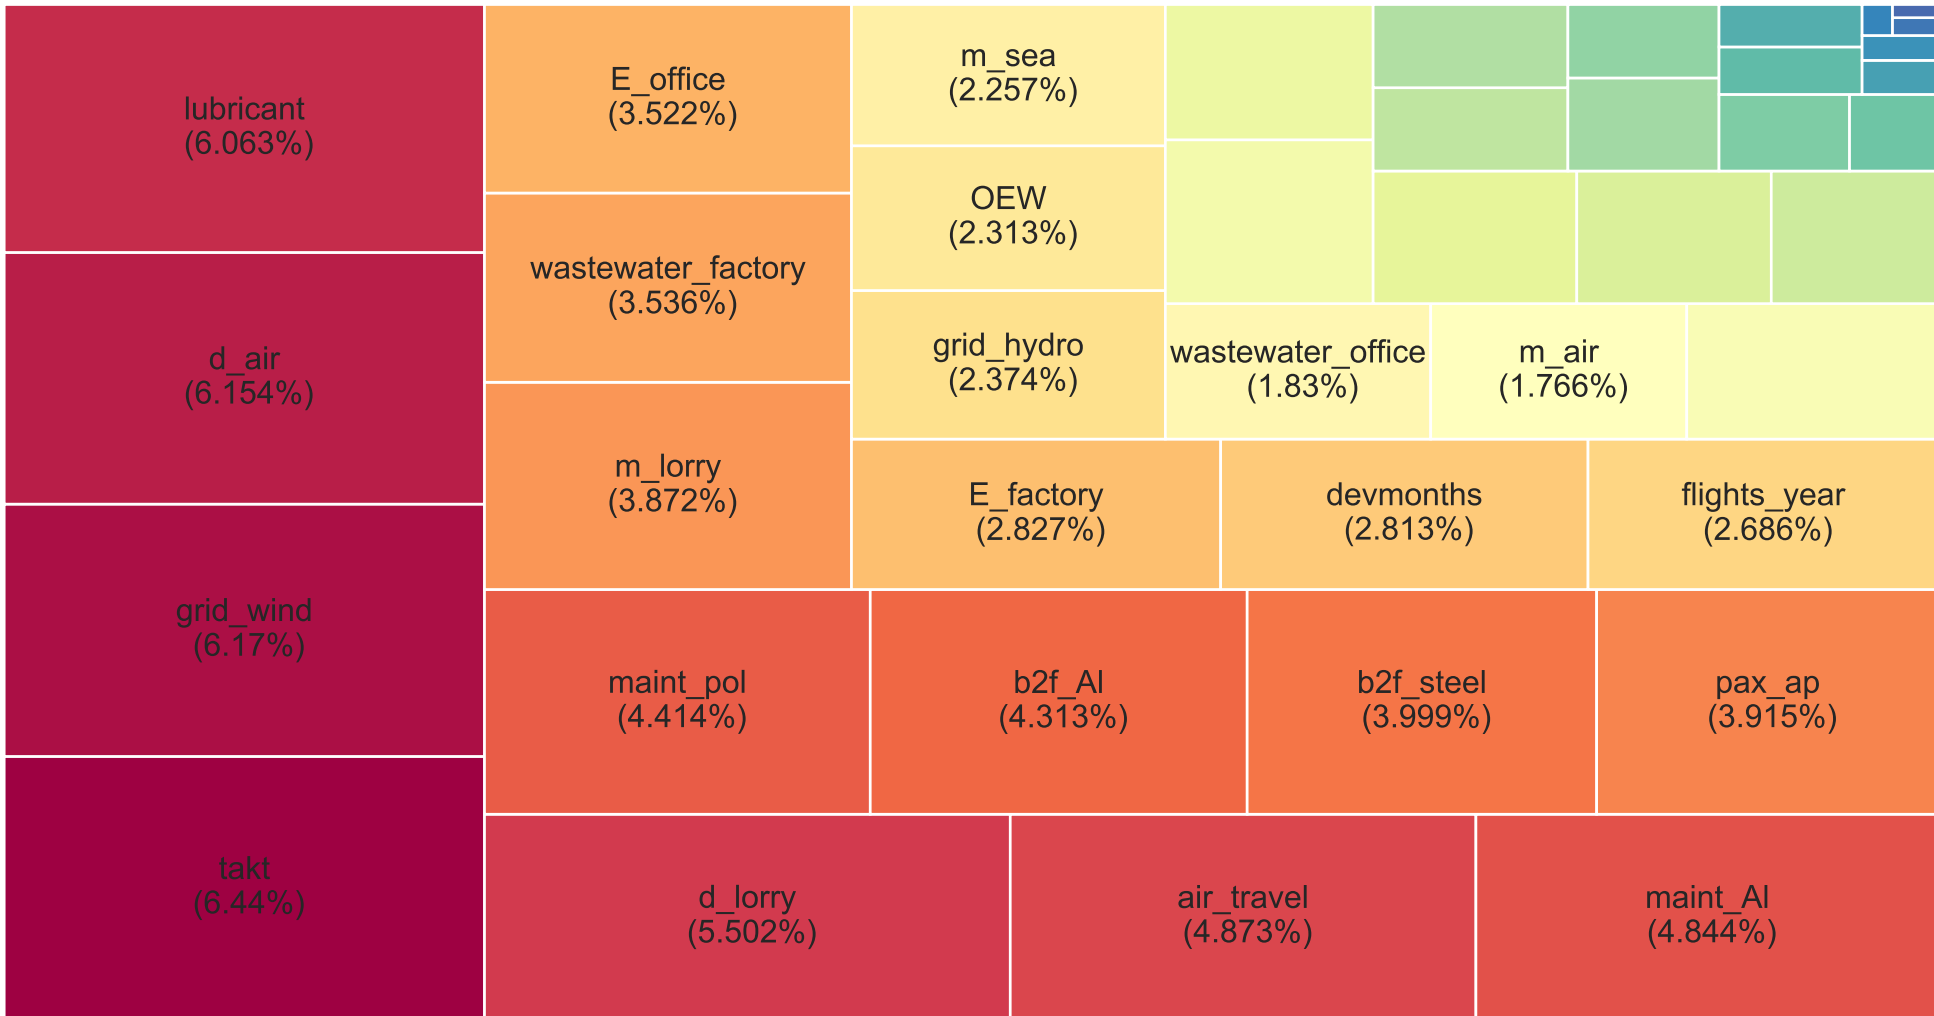 lubricant
(6.063%)
d_air
(6.154%)
grid_wind
(6.17%)
takt
(6.44%)
E_office
(3.522%)
wastewater_factory
(3.536%)
m_lorry
(3.872%)
m_sea
(2.257%)
OEW
(2.313%)
grid_hydro
(2.374%)
wastewater_office
(1.83%)
m_air
(1.766%)
E_factory
(2.827%)
devmonths
(2.813%)
flights_year
(2.686%)
maint_pol
(4.414%)
b2f_Al
(4.313%)
b2f_steel
(3.999%)
pax_ap
(3.915%)
d_lorry
(5.502%)
air_travel
(4.873%)
maint_Al
(4.844%)